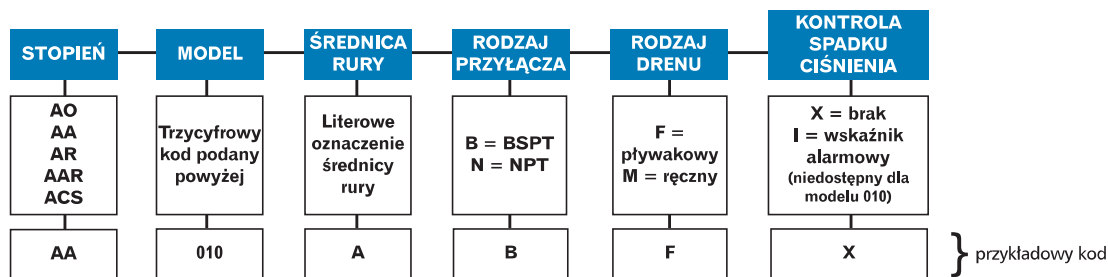 STOPIEŃ
MODEL
ŚREDNICA
RURY
RODZAJ
PRZYŁĄCZA
RODZAJ
DRENU
KONTROLA
SPADKU
CIŚNIENIA
AO
AA
AR
AAR
ACS
Trzycyfrowy
kod podany
powyżej
Literowe
oznaczenie
średnicy
rury
B = BSPT
N = NPT
F =
pływakowy
M = ręczny
X = brak
I = wskaźnik
alarmowy
(niedostępny dla
modelu 010)
AA
010
A
B
F
X
} przykładowy kod